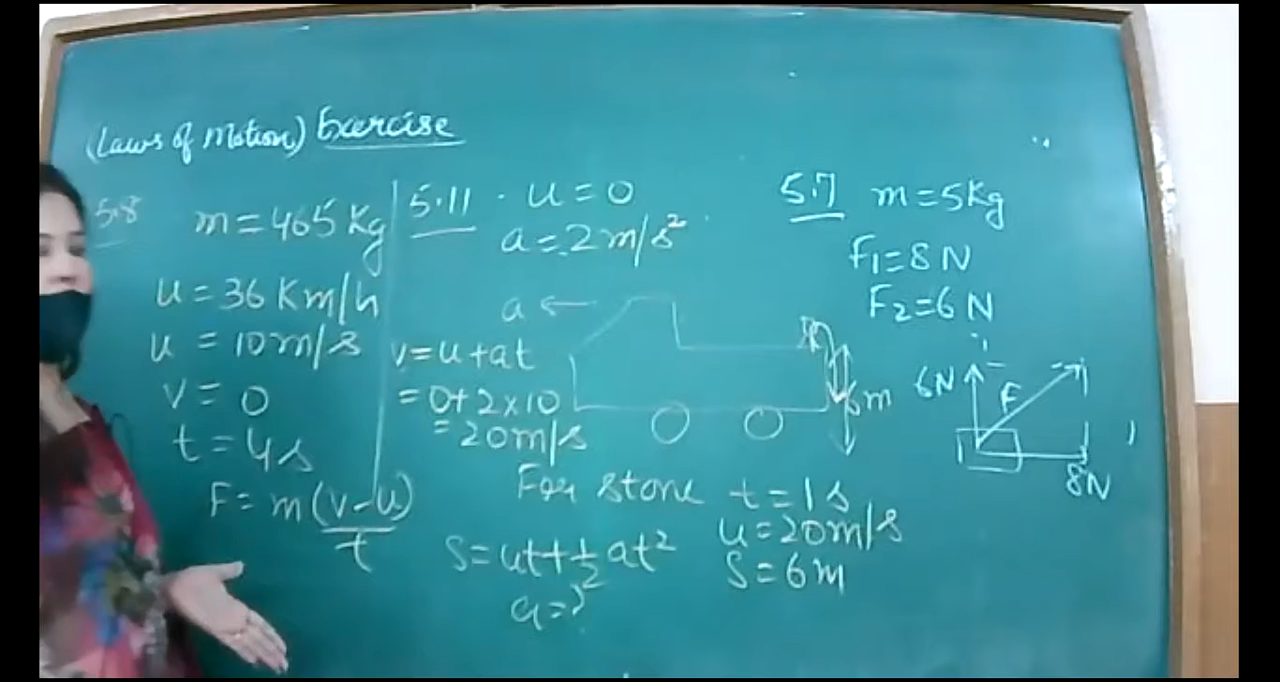 (Laws of Motion) Exercise
5.8
m = 465 Kg
u = 36 Km/h
u = 10m/s
v = 0
t = 4s
F = m(v-u)/t
5.11 . u = 0
a = 2m/s²
a ←
v = u + at
= 0 + 2×10
= 20m/s
6m
For stone t = 1s
u = 20m/s
s = 6m
s = ut + 1/2 at²
a = ?
5.7 m = 5Kg
F1 = 8N
F2 = 6N
6N
F
8N